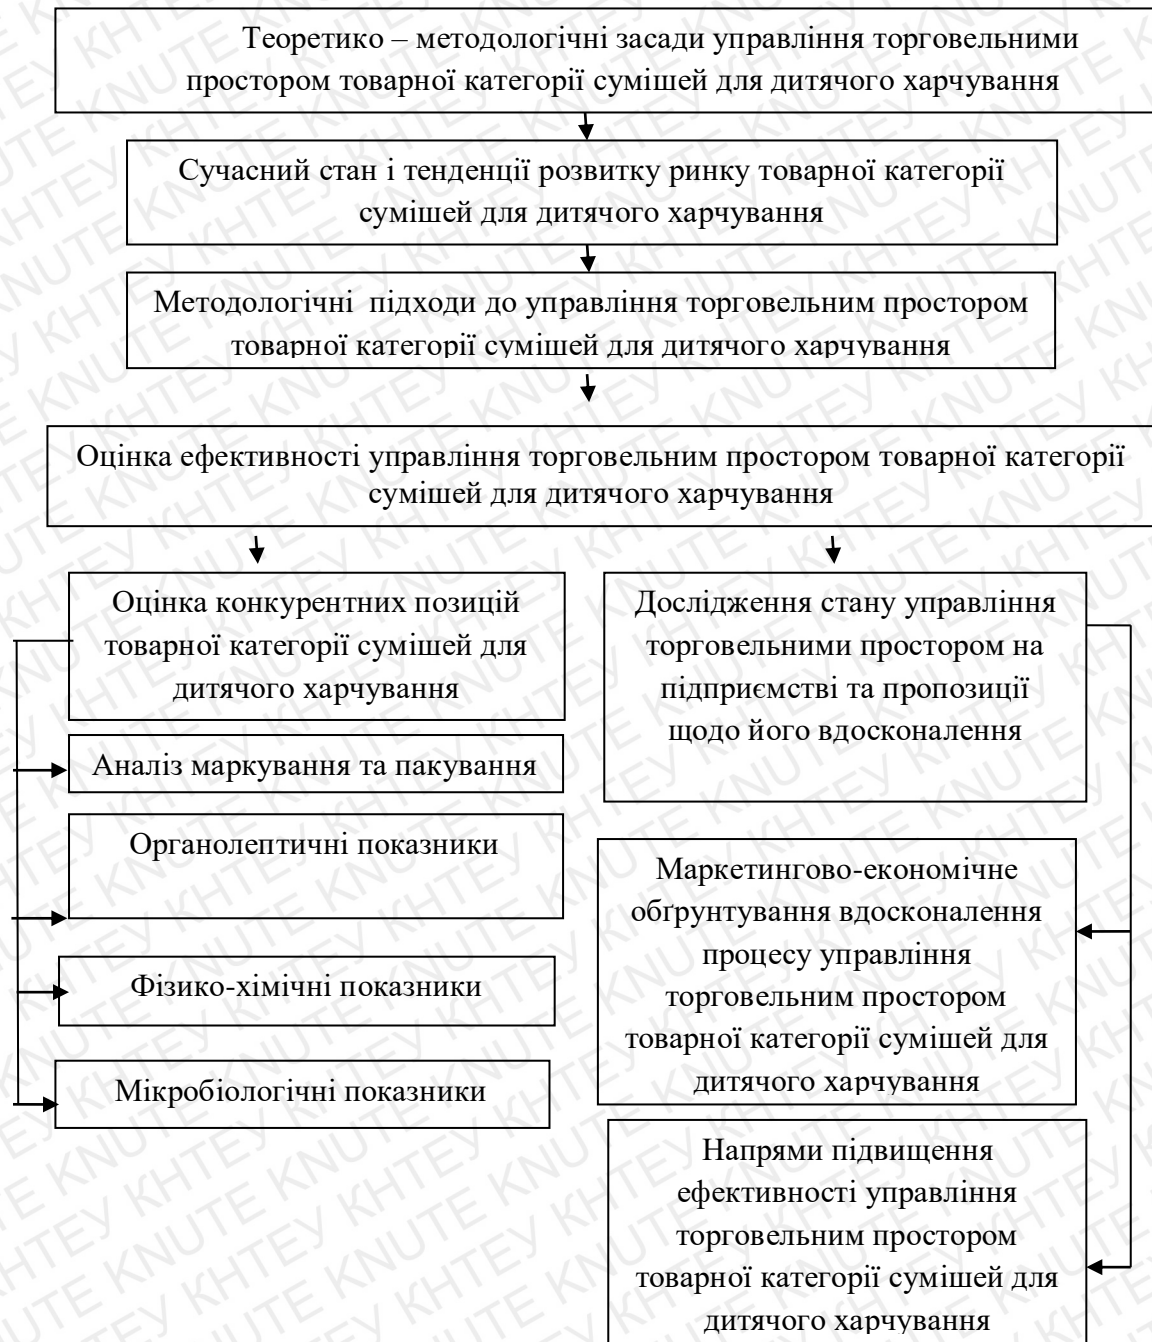 Теоретико – методологічні засади управління торговельними
простором товарної категорії сумішей для дитячого харчування
Сучасний стан і тенденції розвитку ринку товарної категорії
сумішей для дитячого харчування
Методологічні підходи до управління торговельним простором
товарної категорії сумішей для дитячого харчування
Оцінка ефективності управління торговельним простором товарної категорії
сумішей для дитячого харчування
Оцінка конкурентних позицій
товарної категорії сумішей для
дитячого харчування
Аналіз маркування та пакування
Органолептичні показники
Фізико-хімічні показники
Мікробіологічні показники
Дослідження стану управління
торговельними простором на
підприємстві та пропозиції
щодо його вдосконалення
Маркетингово-економічне
обґрунтування вдосконалення
процесу управління
торговельним простором
товарної категорії сумішей для
дитячого харчування
Напрями підвищення
ефективності управління
торговельним простором
товарної категорії сумішей для
дитячого харчування